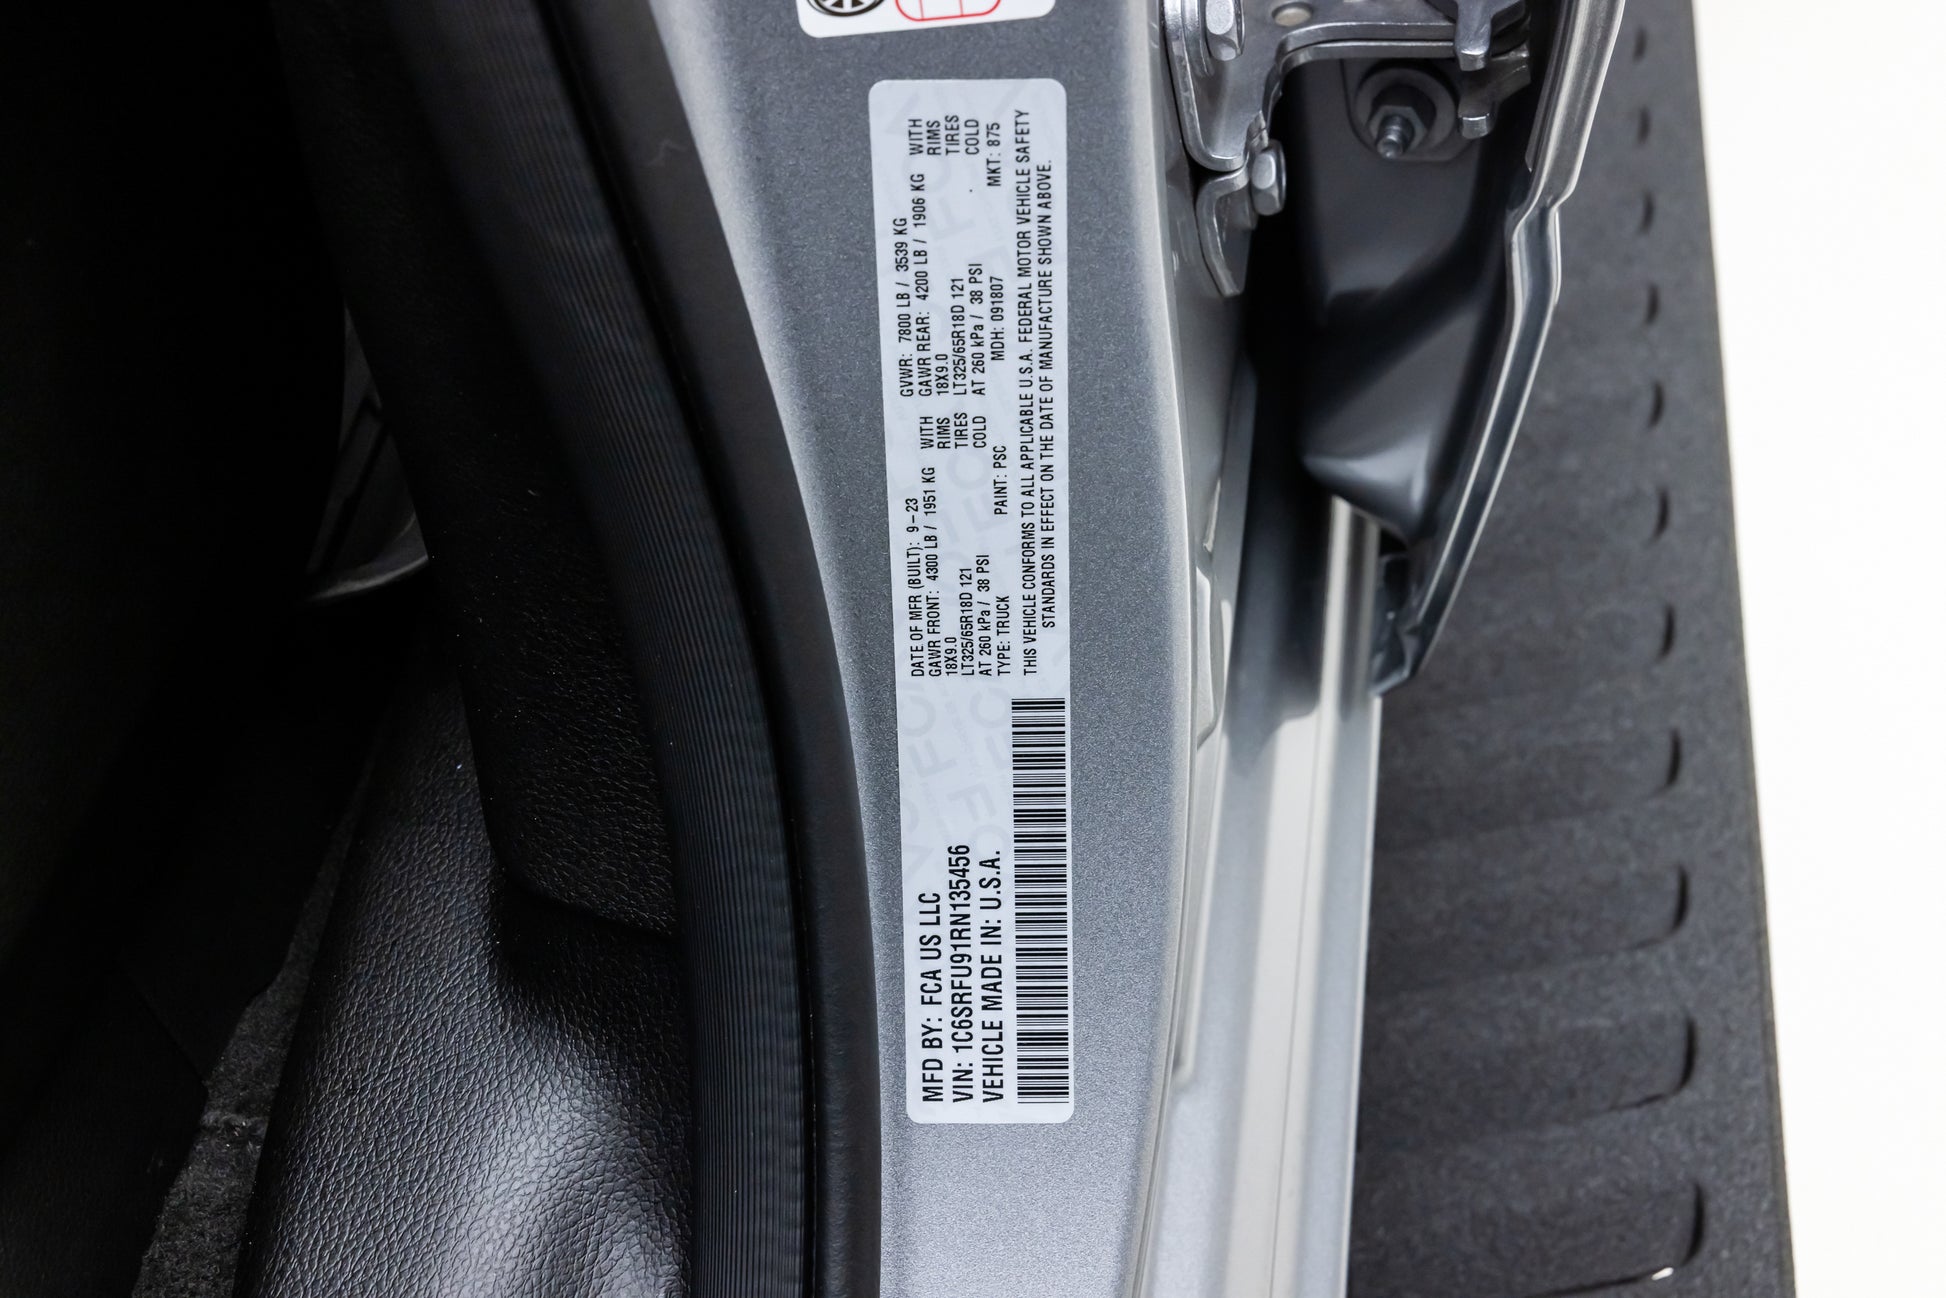 MFD BY: FCA US LLC
VIN: 1C6SRFU91RN135456
VEHICLE MADE IN: U.S.A.
DATE OF MFR (BUILT): 9-23 GVWR: 7800 LB / 3539 KG
GAWR FRONT: 4300 LB / 1951 KG WITH GAWR REAR: 4200 LB / 1906 KG WITH
18X9.0 RIMS 18X9.0 RIMS
LT325/65R18D 121 TIRES LT325/65R18D 121 TIRES
AT 260 kPa / 38 PSI COLD AT 260 kPa / 38 PSI COLD
TYPE: TRUCK PAINT: PSC MDH: 091807 MKT: 875
THIS VEHICLE CONFORMS TO ALL APPLICABLE U.S.A. FEDERAL MOTOR VEHICLE SAFETY
STANDARDS IN EFFECT ON THE DATE OF MANUFACTURE SHOWN ABOVE.